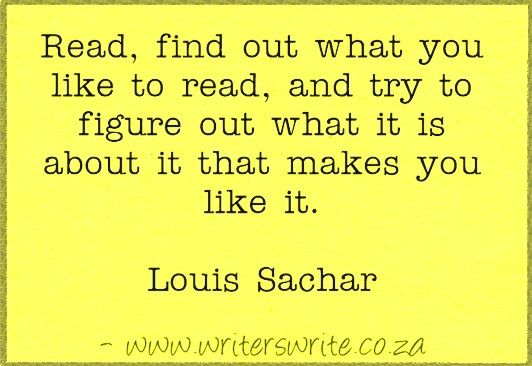 Read, find out what you
like to read, and try to
figure out what it is
about it that makes you
like it.
Louis Sachar
- www.writerswrite.co.za